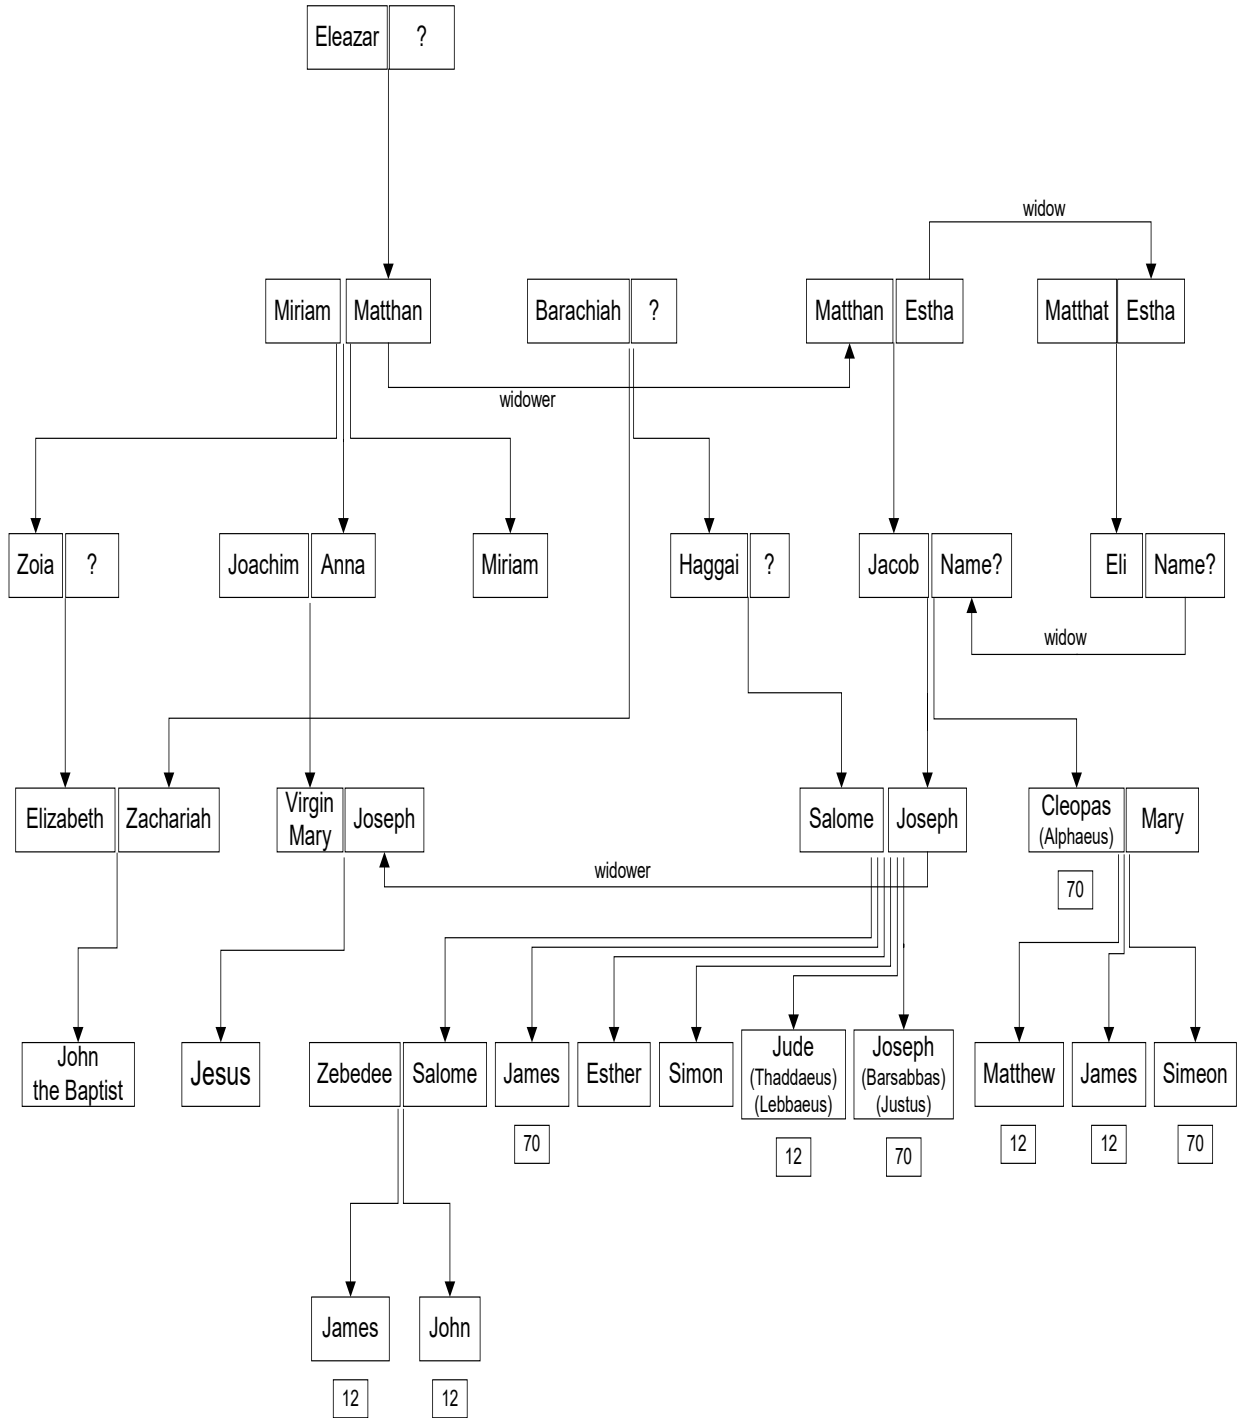 Eleazar ?
widow
Miriam Matthan Barachiah ? Matthan Estha Matthat Estha
widower
Zoia ? Joachim Anna Miriam Haggai ? Jacob Name? Eli Name?
widow
Elizabeth Zachariah Virgin
Mary Joseph Salome Joseph Cleopas
(Alphaeus) Mary
widower
70
John
the Baptist
Jesus
Zebedee Salome James Esther Simon
Jude
(Thaddaeus)
(Lebbaeus)
Joseph
(Barsabbas)
(Justus)
Matthew James Simeon
70 12 70 12 12 70
James John
12 12